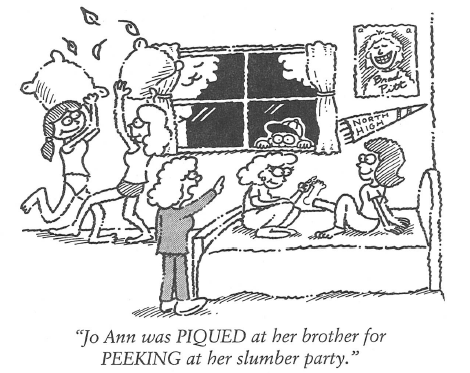 Brad
Pitt
NORTH
HIGH
"Jo Ann was PIQUED at her brother for
PEEKING at her slumber party."